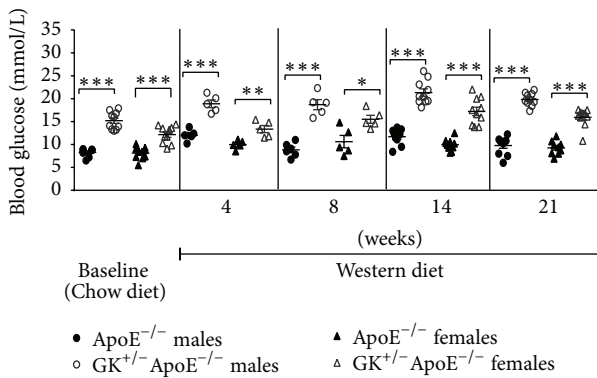 Blood glucose (mmol/L)
35
30
25
20
15
10
5
0
*** *** *** ** *** * *** *** *** ***
4 8 14 21
(weeks)
Baseline
(Chow diet)
Western diet
● ApoE−/− males
▲ ApoE−/− females
○ GK+/−ApoE−/− males
△ GK+/−ApoE−/− females